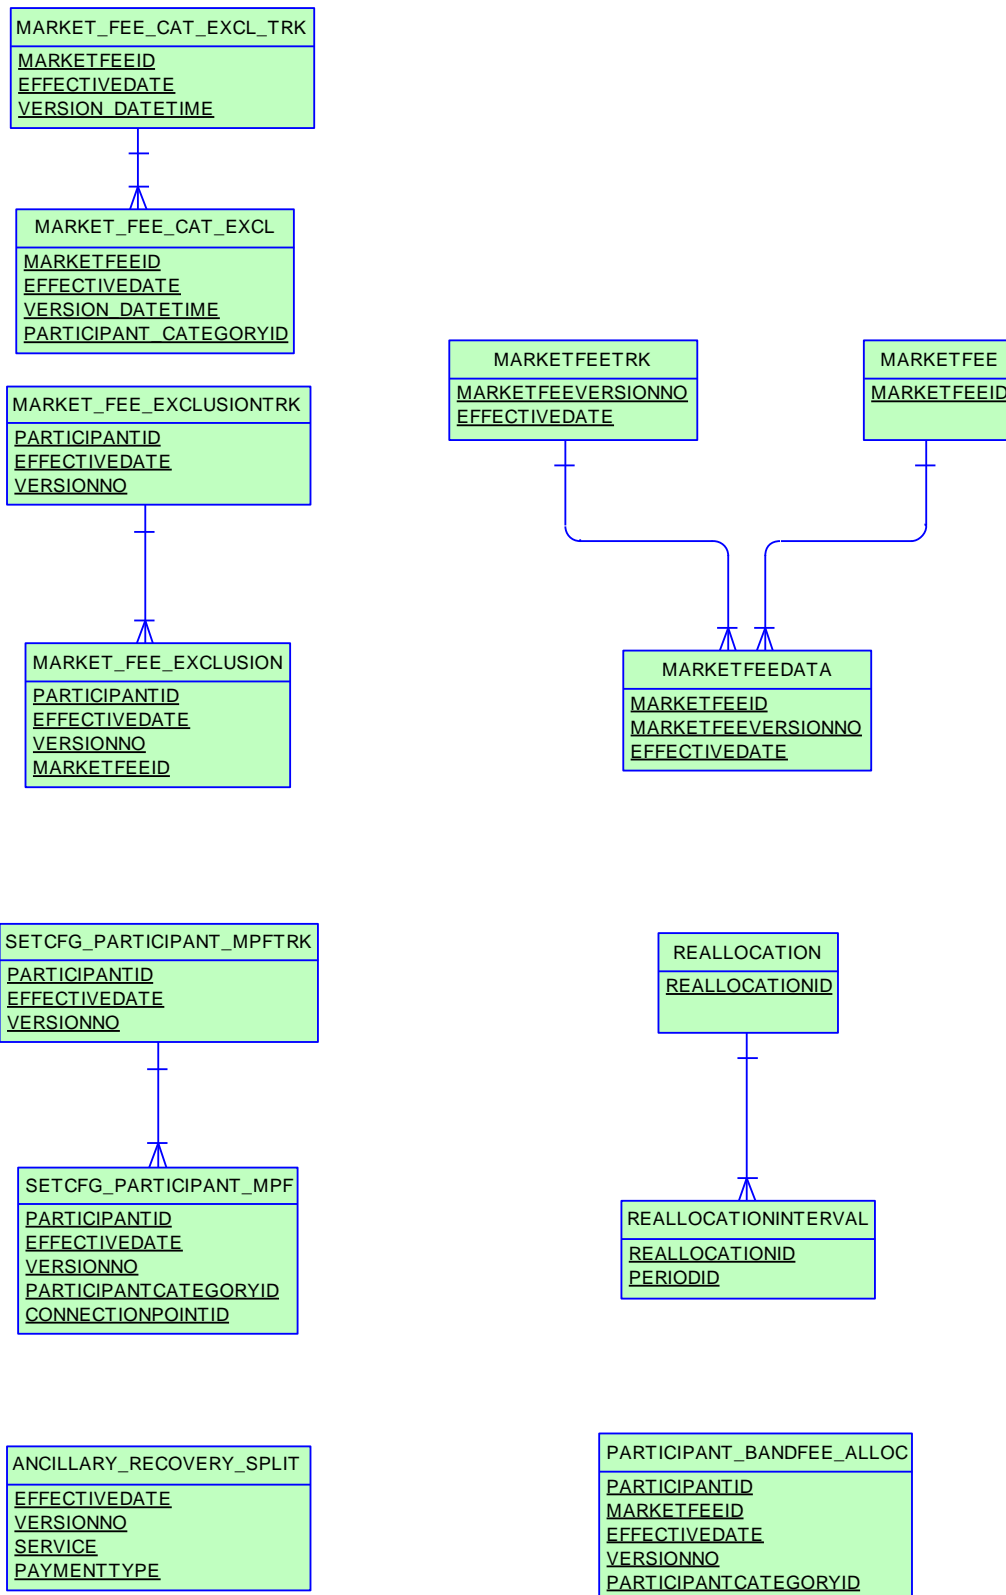 MARKET_FEE_CAT_EXCL_TRK
MARKETFEEID
EFFECTIVEDATE
VERSION_DATETIME
MARKET_FEE_CAT_EXCL
MARKETFEEID
EFFECTIVEDATE
VERSION_DATETIME
PARTICIPANT_CATEGORYID
MARKETFEETRK
MARKETFEEVERSIONNO
EFFECTIVEDATE
MARKETFEE
MARKETFEEID
MARKET_FEE_EXCLUSIONTRK
PARTICIPANTID
EFFECTIVEDATE
VERSIONNO
MARKET_FEE_EXCLUSION
PARTICIPANTID
EFFECTIVEDATE
VERSIONNO
MARKETFEEID
MARKETFEEDATA
MARKETFEEID
MARKETFEEVERSIONNO
EFFECTIVEDATE
SETCFG_PARTICIPANT_MPFTRK
PARTICIPANTID
EFFECTIVEDATE
VERSIONNO
REALLOCATION
REALLOCATIONID
SETCFG_PARTICIPANT_MPF
PARTICIPANTID
EFFECTIVEDATE
VERSIONNO
PARTICIPANTCATEGORYID
CONNECTIONPOINTID
REALLOCATIONINTERVAL
REALLOCATIONID
PERIODID
ANCILLARY_RECOVERY_SPLIT
EFFECTIVEDATE
VERSIONNO
SERVICE
PAYMENTTYPE
PARTICIPANT_BANDFEE_ALLOC
PARTICIPANTID
MARKETFEEID
EFFECTIVEDATE
VERSIONNO
PARTICIPANTCATEGORYID